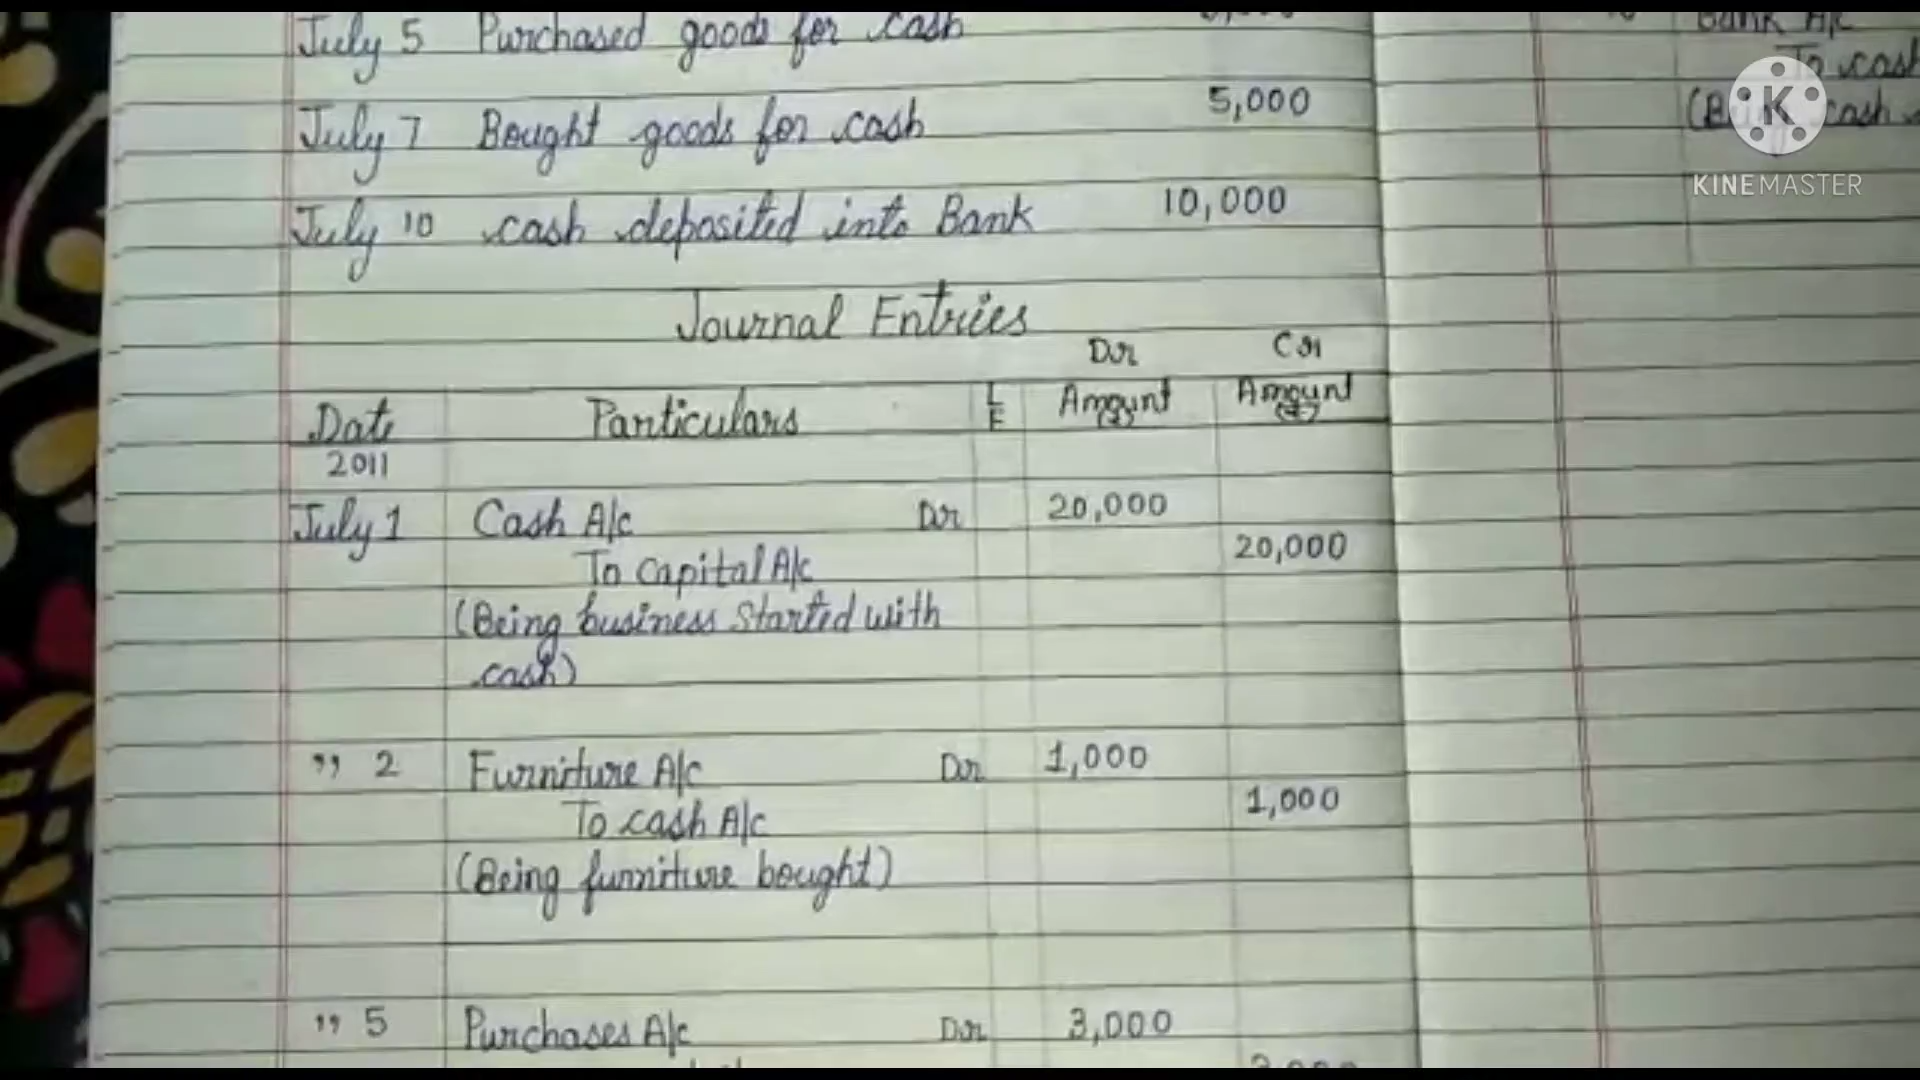 July 5 Purchased goods for cash
July 7 Bought goods for cash 5,000
July 10 cash deposited into Bank 10,000
Journal Entries
Dr Cr
Date Particulars L F Amount (₹) Amount (₹)
2011
July 1 Cash A/c Dr 20,000
To Capital A/c 20,000
(Being business started with
cash)
" 2 Furniture A/c Dr 1,000
To cash A/c 1,000
(Being furniture bought)
" 5 Purchases A/c Dr 3,000
Bank A/c
To cash
(Being cash
K
KINEMASTER